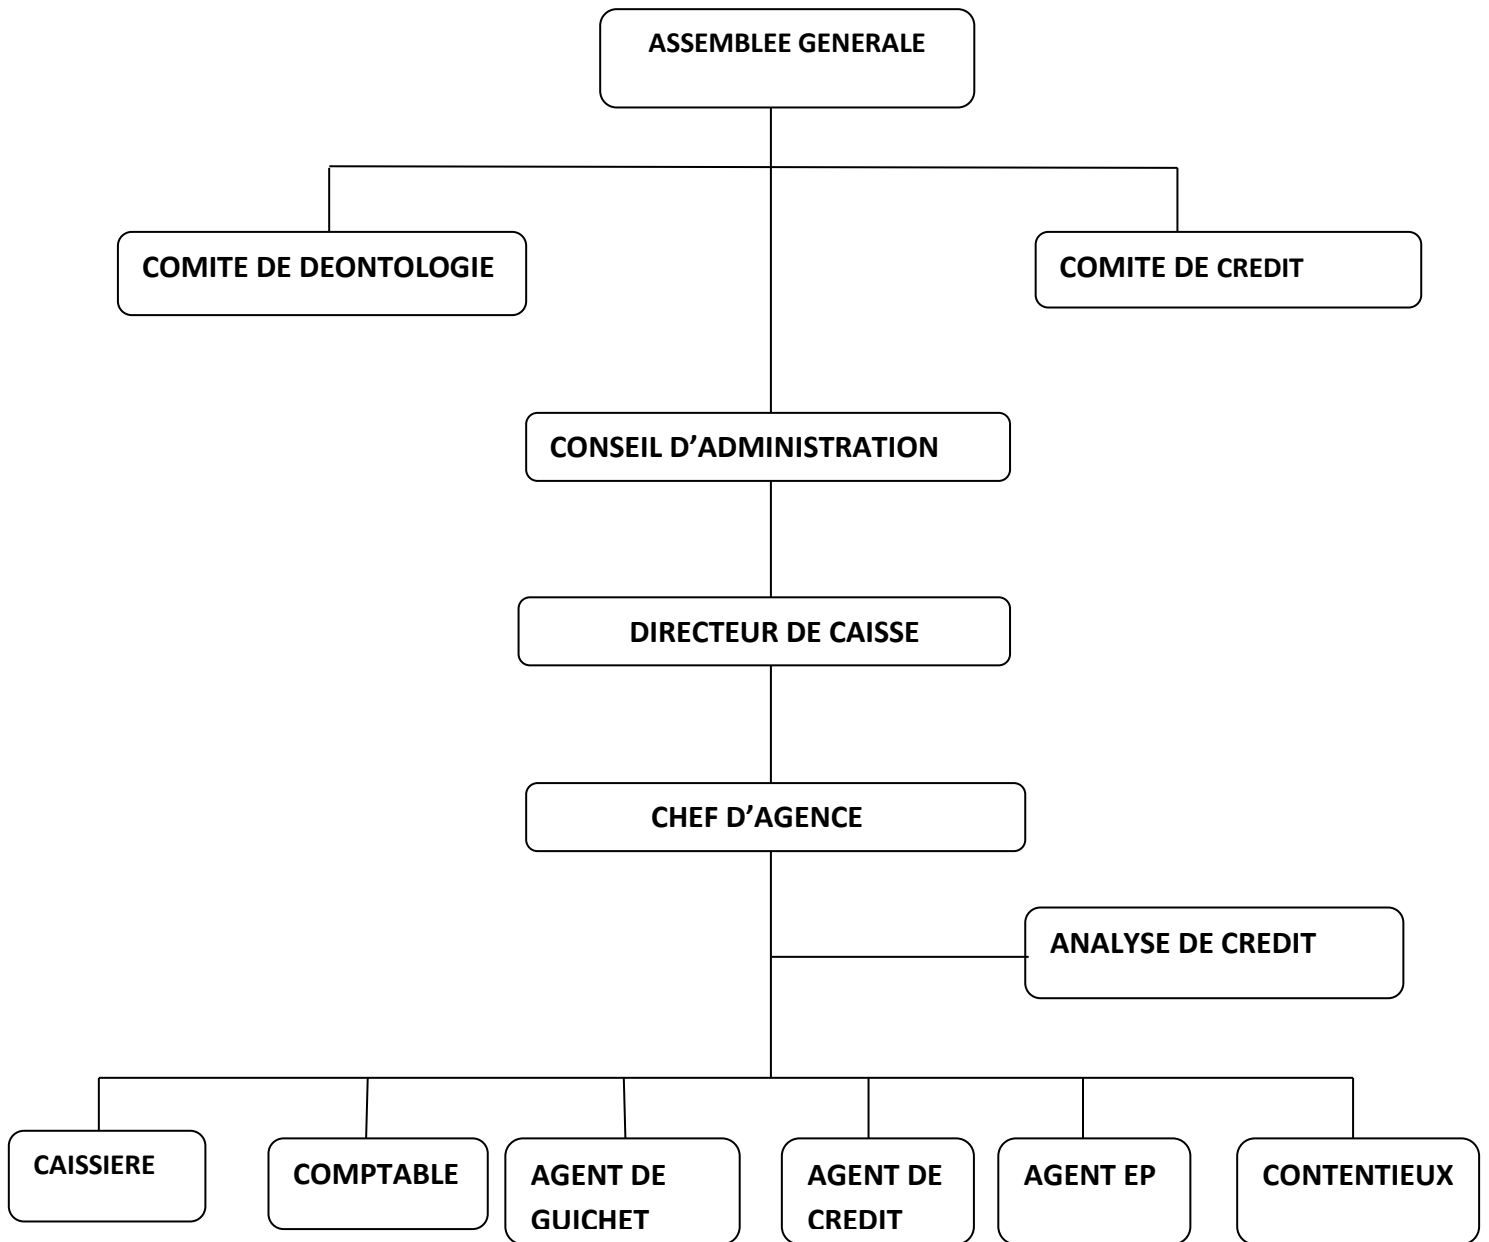 ASSEMBLEE GENERALE
COMITE DE DEONTOLOGIE
COMITE DE CREDIT
CONSEIL D’ADMINISTRATION
DIRECTEUR DE CAISSE
CHEF D’AGENCE
ANALYSE DE CREDIT
CAISSIERE
COMPTABLE
AGENT DE
GUICHET
AGENT DE
CREDIT
AGENT EP
CONTENTIEUX